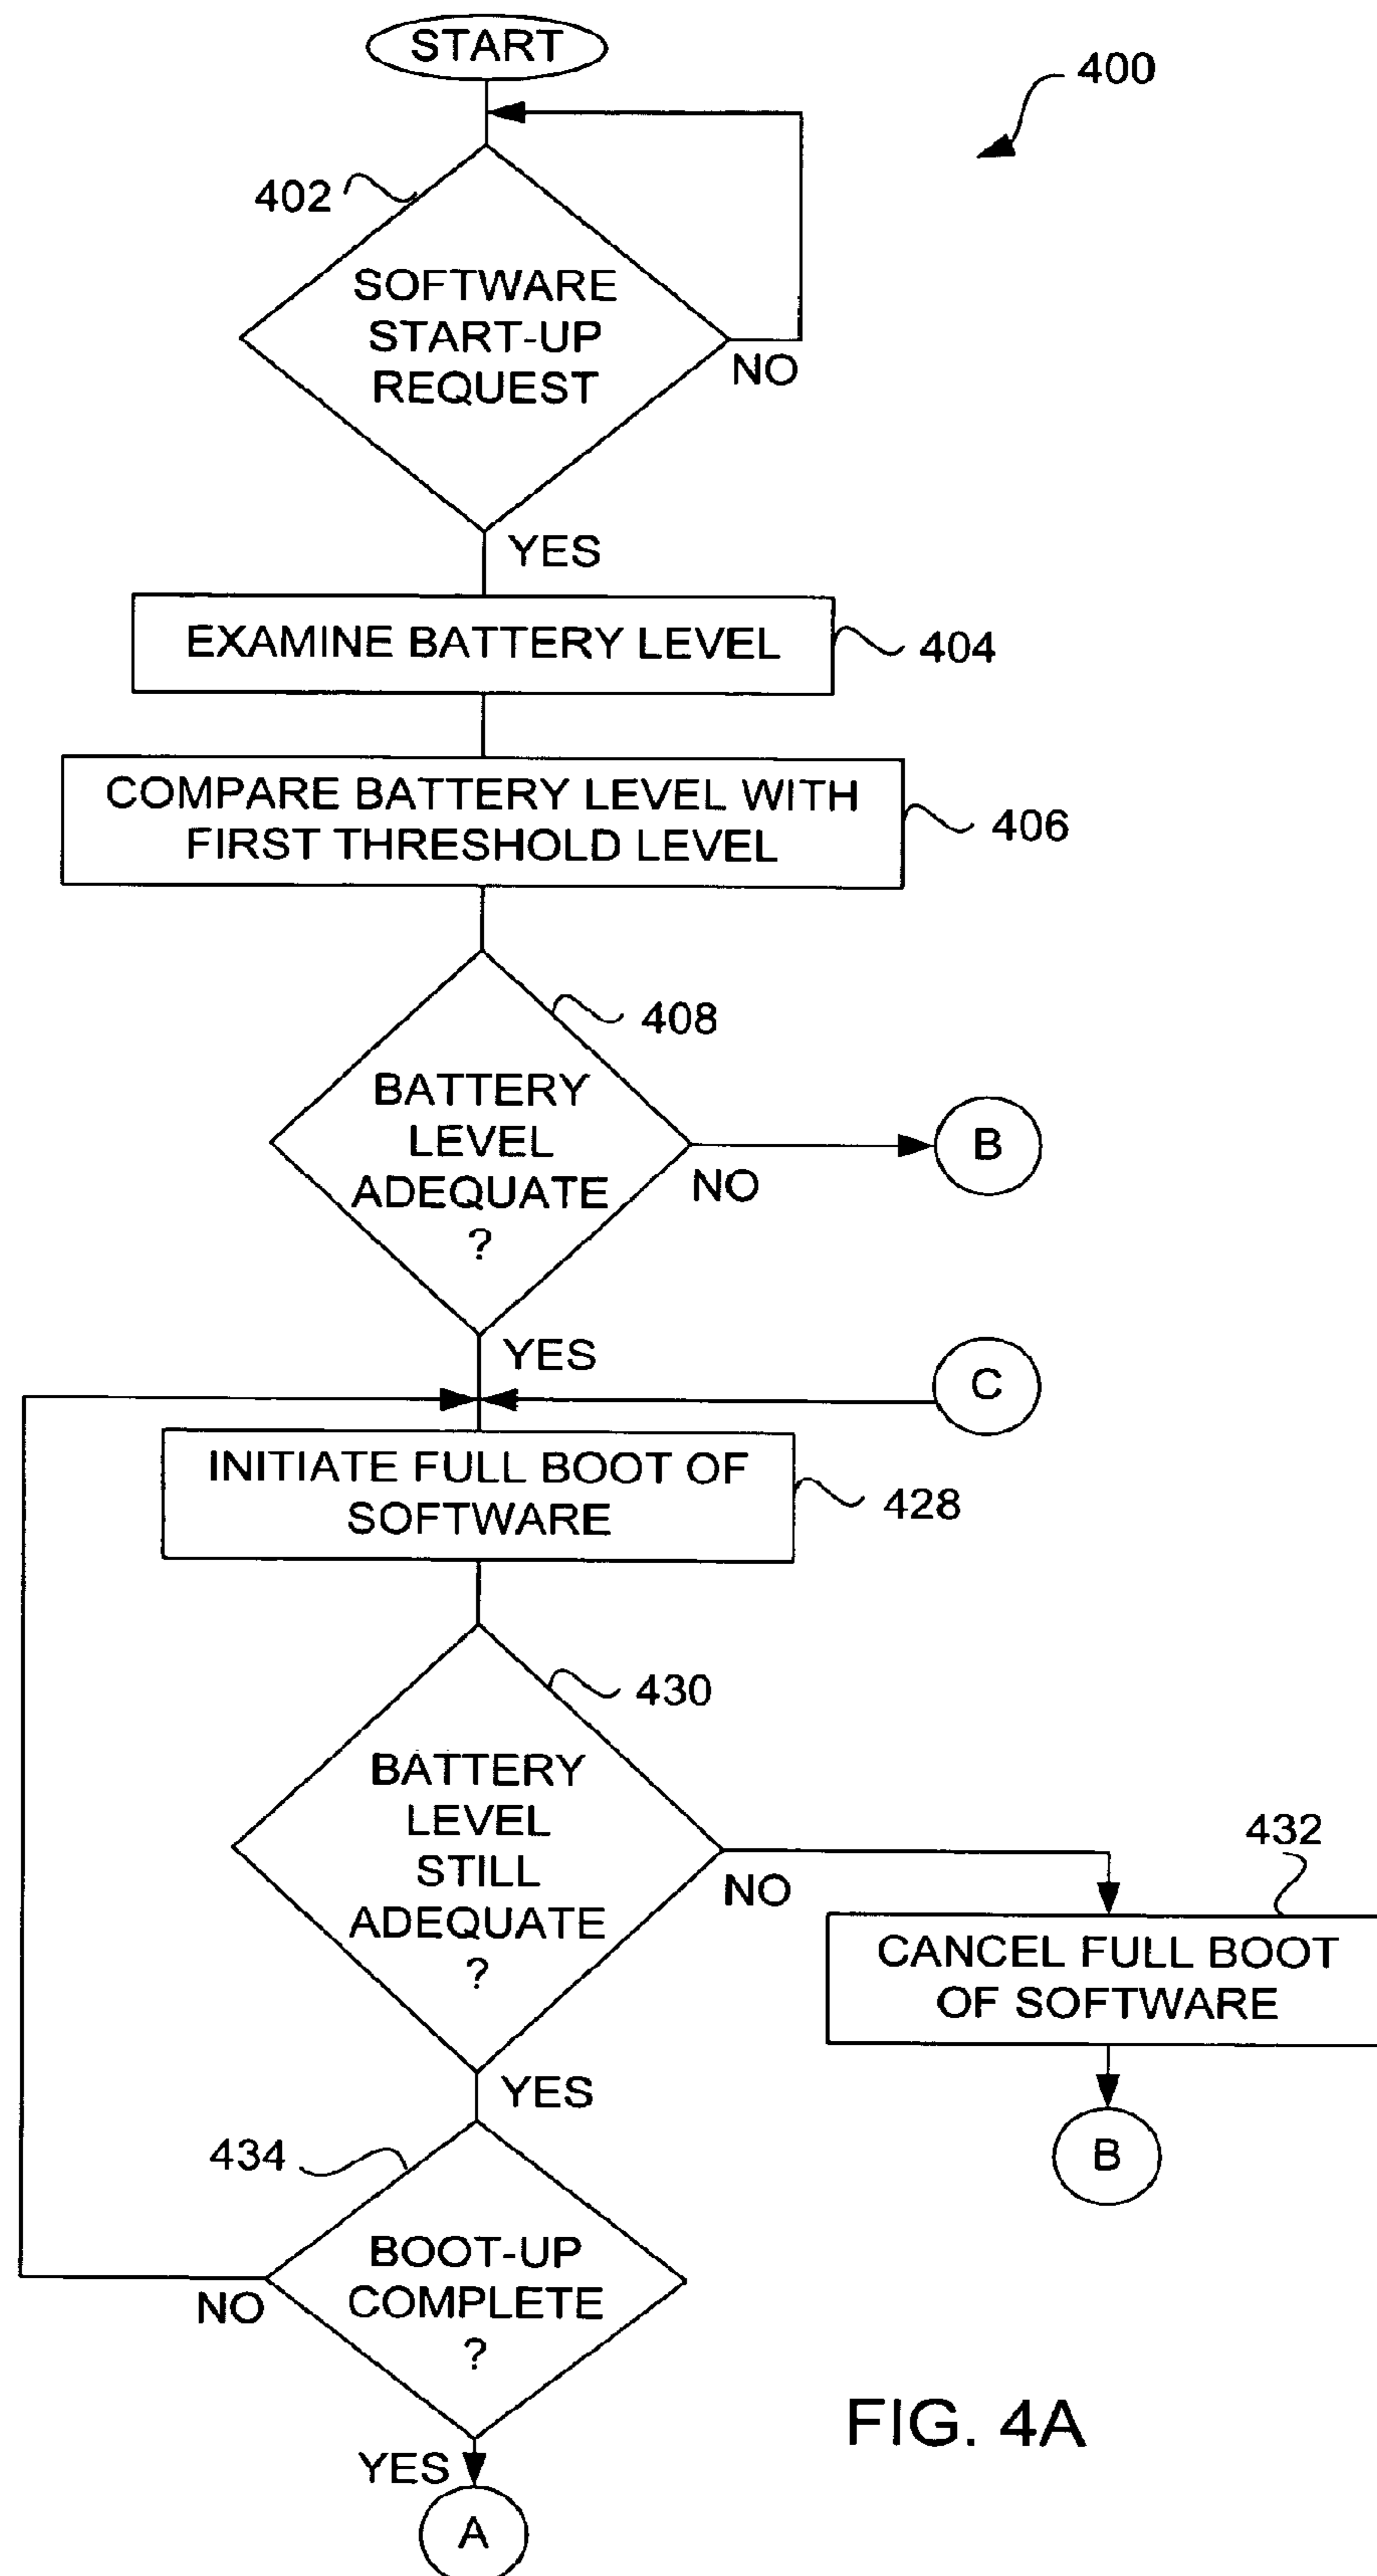 START
400
402
SOFTWARE
START-UP
REQUEST
NO
YES
EXAMINE BATTERY LEVEL
404
COMPARE BATTERY LEVEL WITH
FIRST THRESHOLD LEVEL
406
408
BATTERY
LEVEL
ADEQUATE
?
NO
B
YES
C
INITIATE FULL BOOT OF
SOFTWARE
428
430
BATTERY
LEVEL
STILL
ADEQUATE
?
NO
432
CANCEL FULL BOOT
OF SOFTWARE
YES
B
434
BOOT-UP
COMPLETE
?
NO
YES
A
FIG. 4A